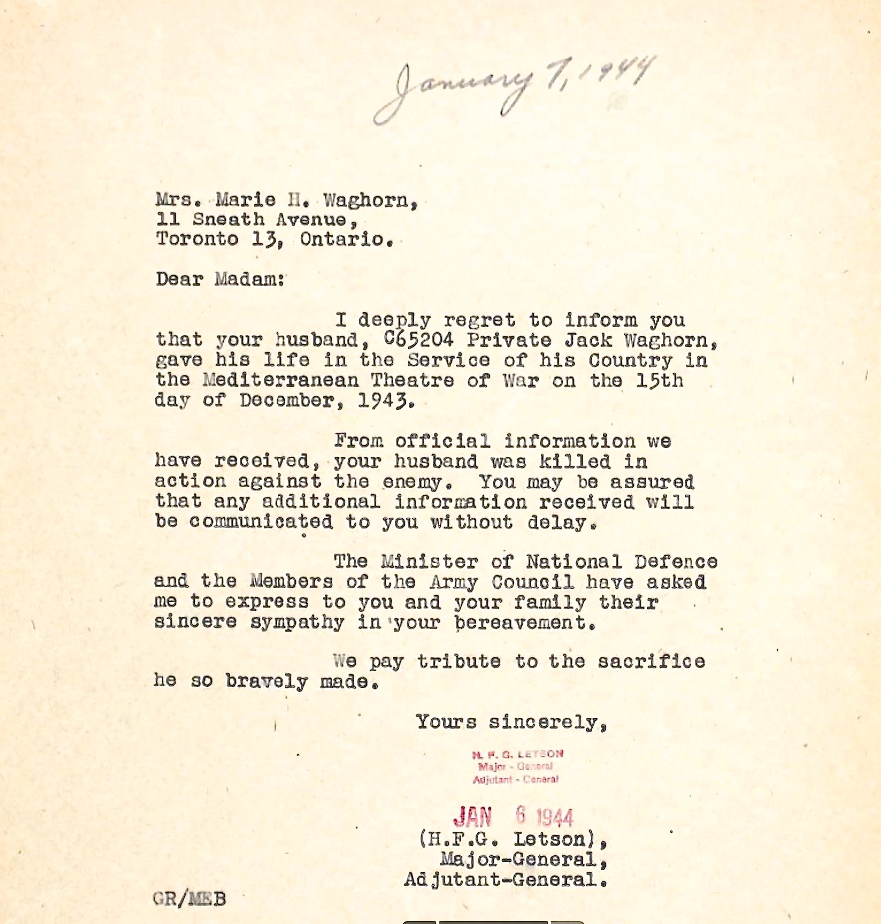 January 7, 1944
Mrs. Marie H. Waghorn,
11 Sneath Avenue,
Toronto 13, Ontario.
Dear Madam:
I deeply regret to inform you
that your husband, C65204 Private Jack Waghorn,
gave his life in the Service of his Country in
the Mediterranean Theatre of War on the 15th
day of December, 1943.
From official information we
have received, your husband was killed in
action against the enemy. You may be assured
that any additional information received will
be communicated to you without delay.
The Minister of National Defence
and the Members of the Army Council have asked
me to express to you and your family their
sincere sympathy in your bereavement.
We pay tribute to the sacrifice
he so bravely made.
Yours sincerely,
H. F. G. LETSON
Major - General
Adjutant - General
JAN 6 1944
(H.F.G. Letson),
Major-General,
Adjutant-General.
GR/MEB